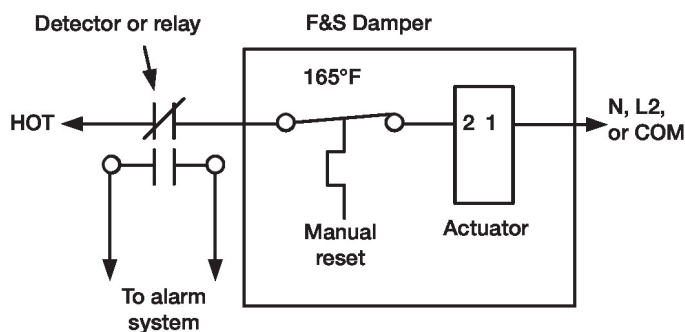 Detector or relay
F&S Damper
165°F
HOT
2 1
N, L2,
or COM
Manual
reset
Actuator
To alarm
system